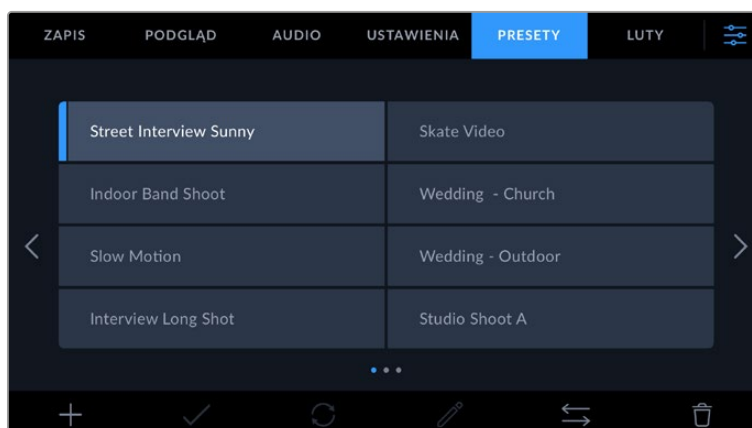 ZAPIS PODGLĄD AUDIO USTAWIENIA PRESETY LUTY
Street Interview Sunny Skate Video
Indoor Band Shoot Wedding - Church
Slow Motion Wedding - Outdoor
Interview Long Shot Studio Shoot A